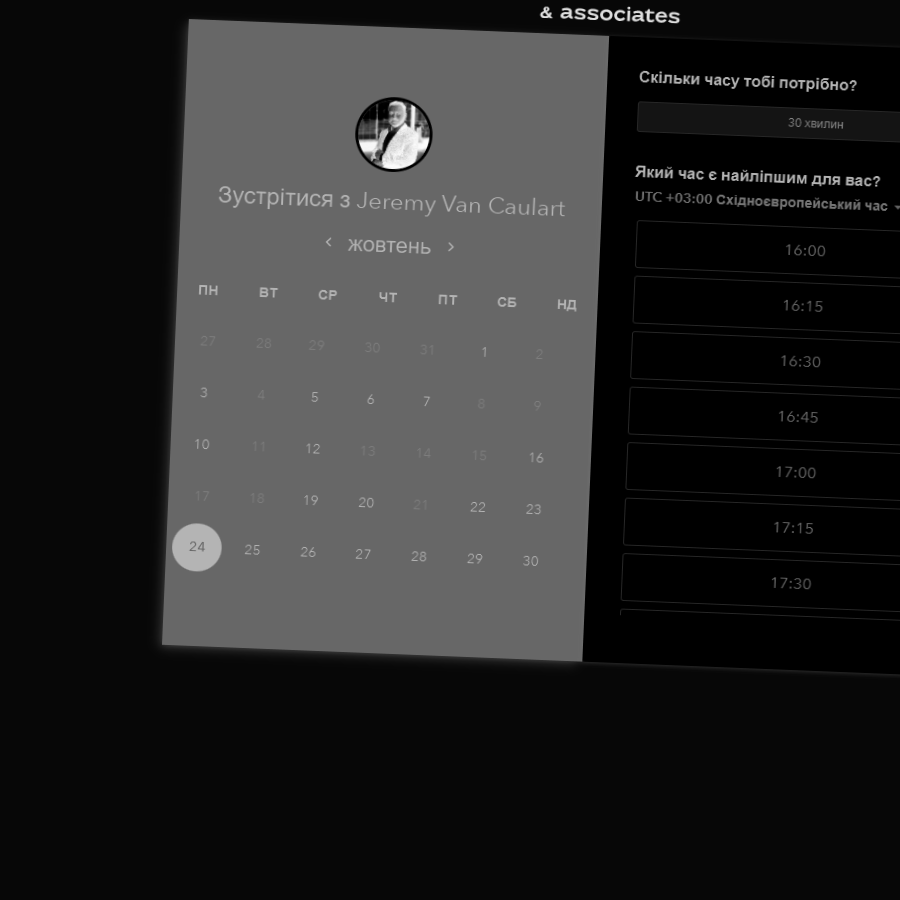 & associates
Зустрітися з Jeremy Van Caulart
жовтень
ПН ВТ СР ЧТ ПТ СБ НД
27 28 29 30 31 1 2
3 4 5 6 7 8 9
10 11 12 13 14 15 16
17 18 19 20 21 22 23
24 25 26 27 28 29 30
Скільки часу тобі потрібно?
30 хвилин
Який час є найліпшим для вас?
UTC +03:00 Східноєвропейський час
16:00
16:15
16:30
16:45
17:00
17:15
17:30